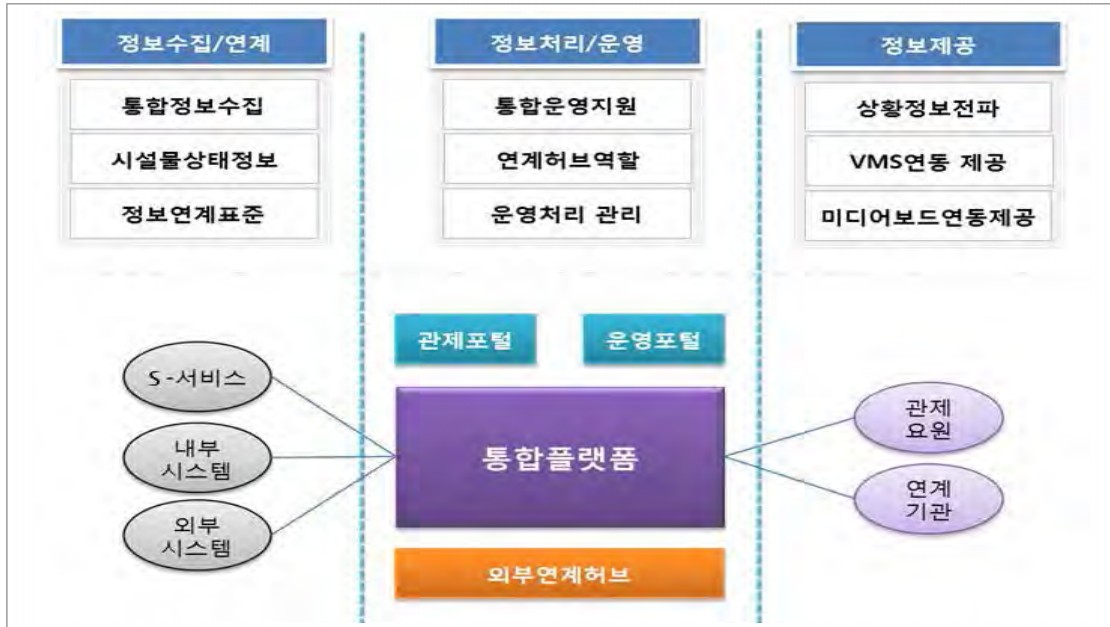 정보수집/연계
통합정보수집
시설물상태정보
정보연계표준
정보처리/운영
통합운영지원
연계허브역할
운영처리 관리
정보제공
상황정보전파
VMS연동 제공
미디어보드연동제공
S-서비스
내부
시스템
외부
시스템
관제포털
운영포털
통합플랫폼
외부연계허브
관제
요원
연계
기관